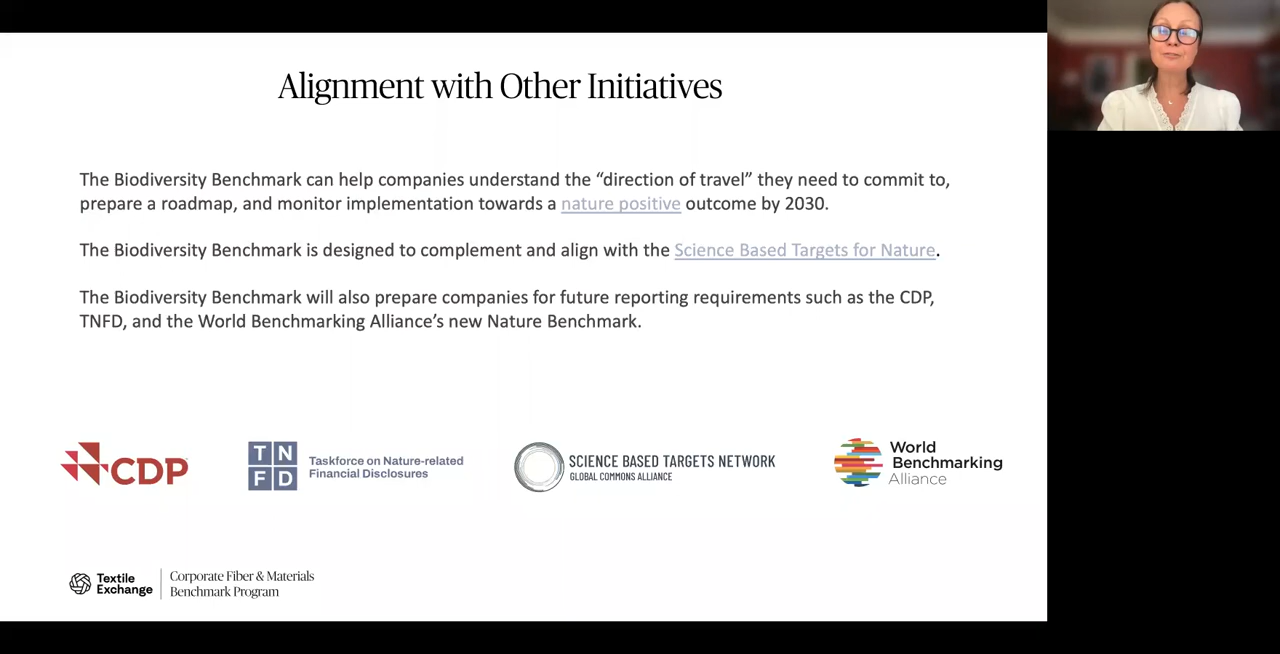 Alignment with Other Initiatives
The Biodiversity Benchmark can help companies understand the “direction of travel” they need to commit to,
prepare a roadmap, and monitor implementation towards a nature positive outcome by 2030.
The Biodiversity Benchmark is designed to complement and align with the Science Based Targets for Nature.
The Biodiversity Benchmark will also prepare companies for future reporting requirements such as the CDP,
TNFD, and the World Benchmarking Alliance’s new Nature Benchmark.
CDP
TN
FD
Taskforce on Nature-related
Financial Disclosures
SCIENCE BASED TARGETS NETWORK
GLOBAL COMMONS ALLIANCE
World
Benchmarking
Alliance
Textile
Exchange
Corporate Fiber & Materials
Benchmark Program